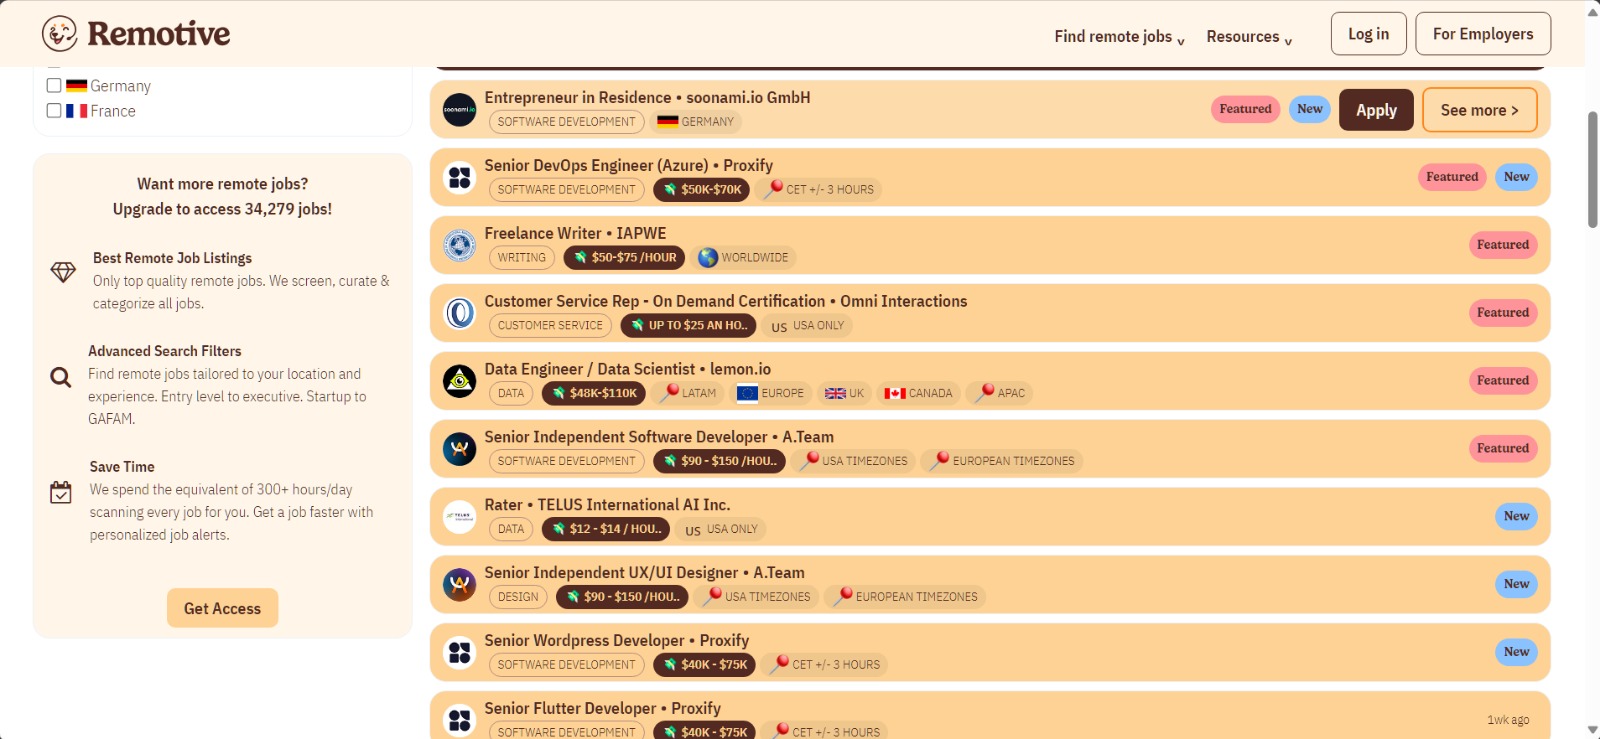 Remotive
Find remote jobs
Resources
Log in
For Employers
Germany
France
Want more remote jobs?
Upgrade to access 34,279 jobs!
Best Remote Job Listings
Only top quality remote jobs. We screen, curate &
categorize all jobs.
Advanced Search Filters
Find remote jobs tailored to your location and
experience. Entry level to executive. Startup to
GAFAM.
Save Time
We spend the equivalent of 300+ hours/day
scanning every job for you. Get a job faster with
personalized job alerts.
Get Access
Entrepreneur in Residence • soonami.io GmbH
soonami.io
SOFTWARE DEVELOPMENT GERMANY
Featured New Apply See more >
Senior DevOps Engineer (Azure) • Proxify
SOFTWARE DEVELOPMENT $50K-$70K CET +/- 3 HOURS
Featured New
Freelance Writer • IAPWE
WRITING $50-$75 /HOUR WORLDWIDE
Featured
Customer Service Rep - On Demand Certification • Omni Interactions
CUSTOMER SERVICE UP TO $25 AN HO.. US USA ONLY
Featured
Data Engineer / Data Scientist • lemon.io
DATA $48K-$110K LATAM EUROPE UK CANADA APAC
Featured
Senior Independent Software Developer • A.Team
SOFTWARE DEVELOPMENT $90 - $150 /HOU.. USA TIMEZONES EUROPEAN TIMEZONES
Featured
Rater • TELUS International AI Inc.
TELUS
DATA $12 - $14 / HOU.. US USA ONLY
New
Senior Independent UX/UI Designer • A.Team
DESIGN $90 - $150 /HOU.. USA TIMEZONES EUROPEAN TIMEZONES
New
Senior Wordpress Developer • Proxify
SOFTWARE DEVELOPMENT $40K - $75K CET +/- 3 HOURS
New
Senior Flutter Developer • Proxify
SOFTWARE DEVELOPMENT $40K - $75K CET +/- 3 HOURS
1wk ago